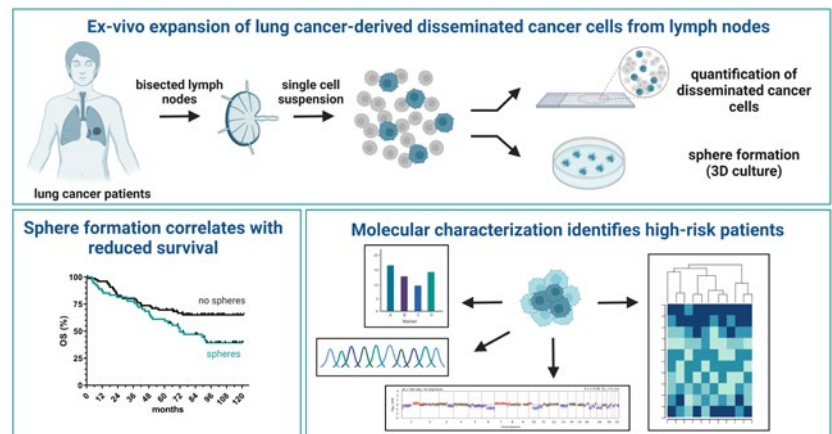 Ex-vivo expansion of lung cancer-derived disseminated cancer cells from lymph nodes
bisected lymph
nodes
single cell
suspension
quantification of
disseminated cancer
cells
sphere formation
(3D culture)
lung cancer patients
Sphere formation correlates with
reduced survival
100
75
50
25
0
OS (%)
no spheres
spheres
0 12 24 36 48 60 72 84 96 108 120
months
Molecular characterization identifies high-risk patients
Marker